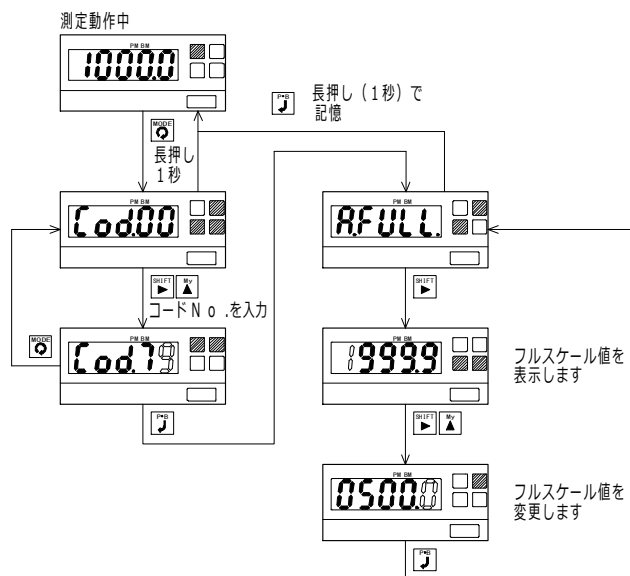 測定動作中
PM BM
1000.0
P•B
長押し（1秒）で
記憶
MODE
長押し
1秒
PM BM
Cod.00
PM BM
A.FULL.
SHIFT My
コードＮｏ.を入力
SHIFT
MODE
PM BM
Cod.79
PM BM
1999.9
フルスケール値を
表示します
P•B
SHIFT My
PM BM
0500.0
フルスケール値を
変更します
P•B